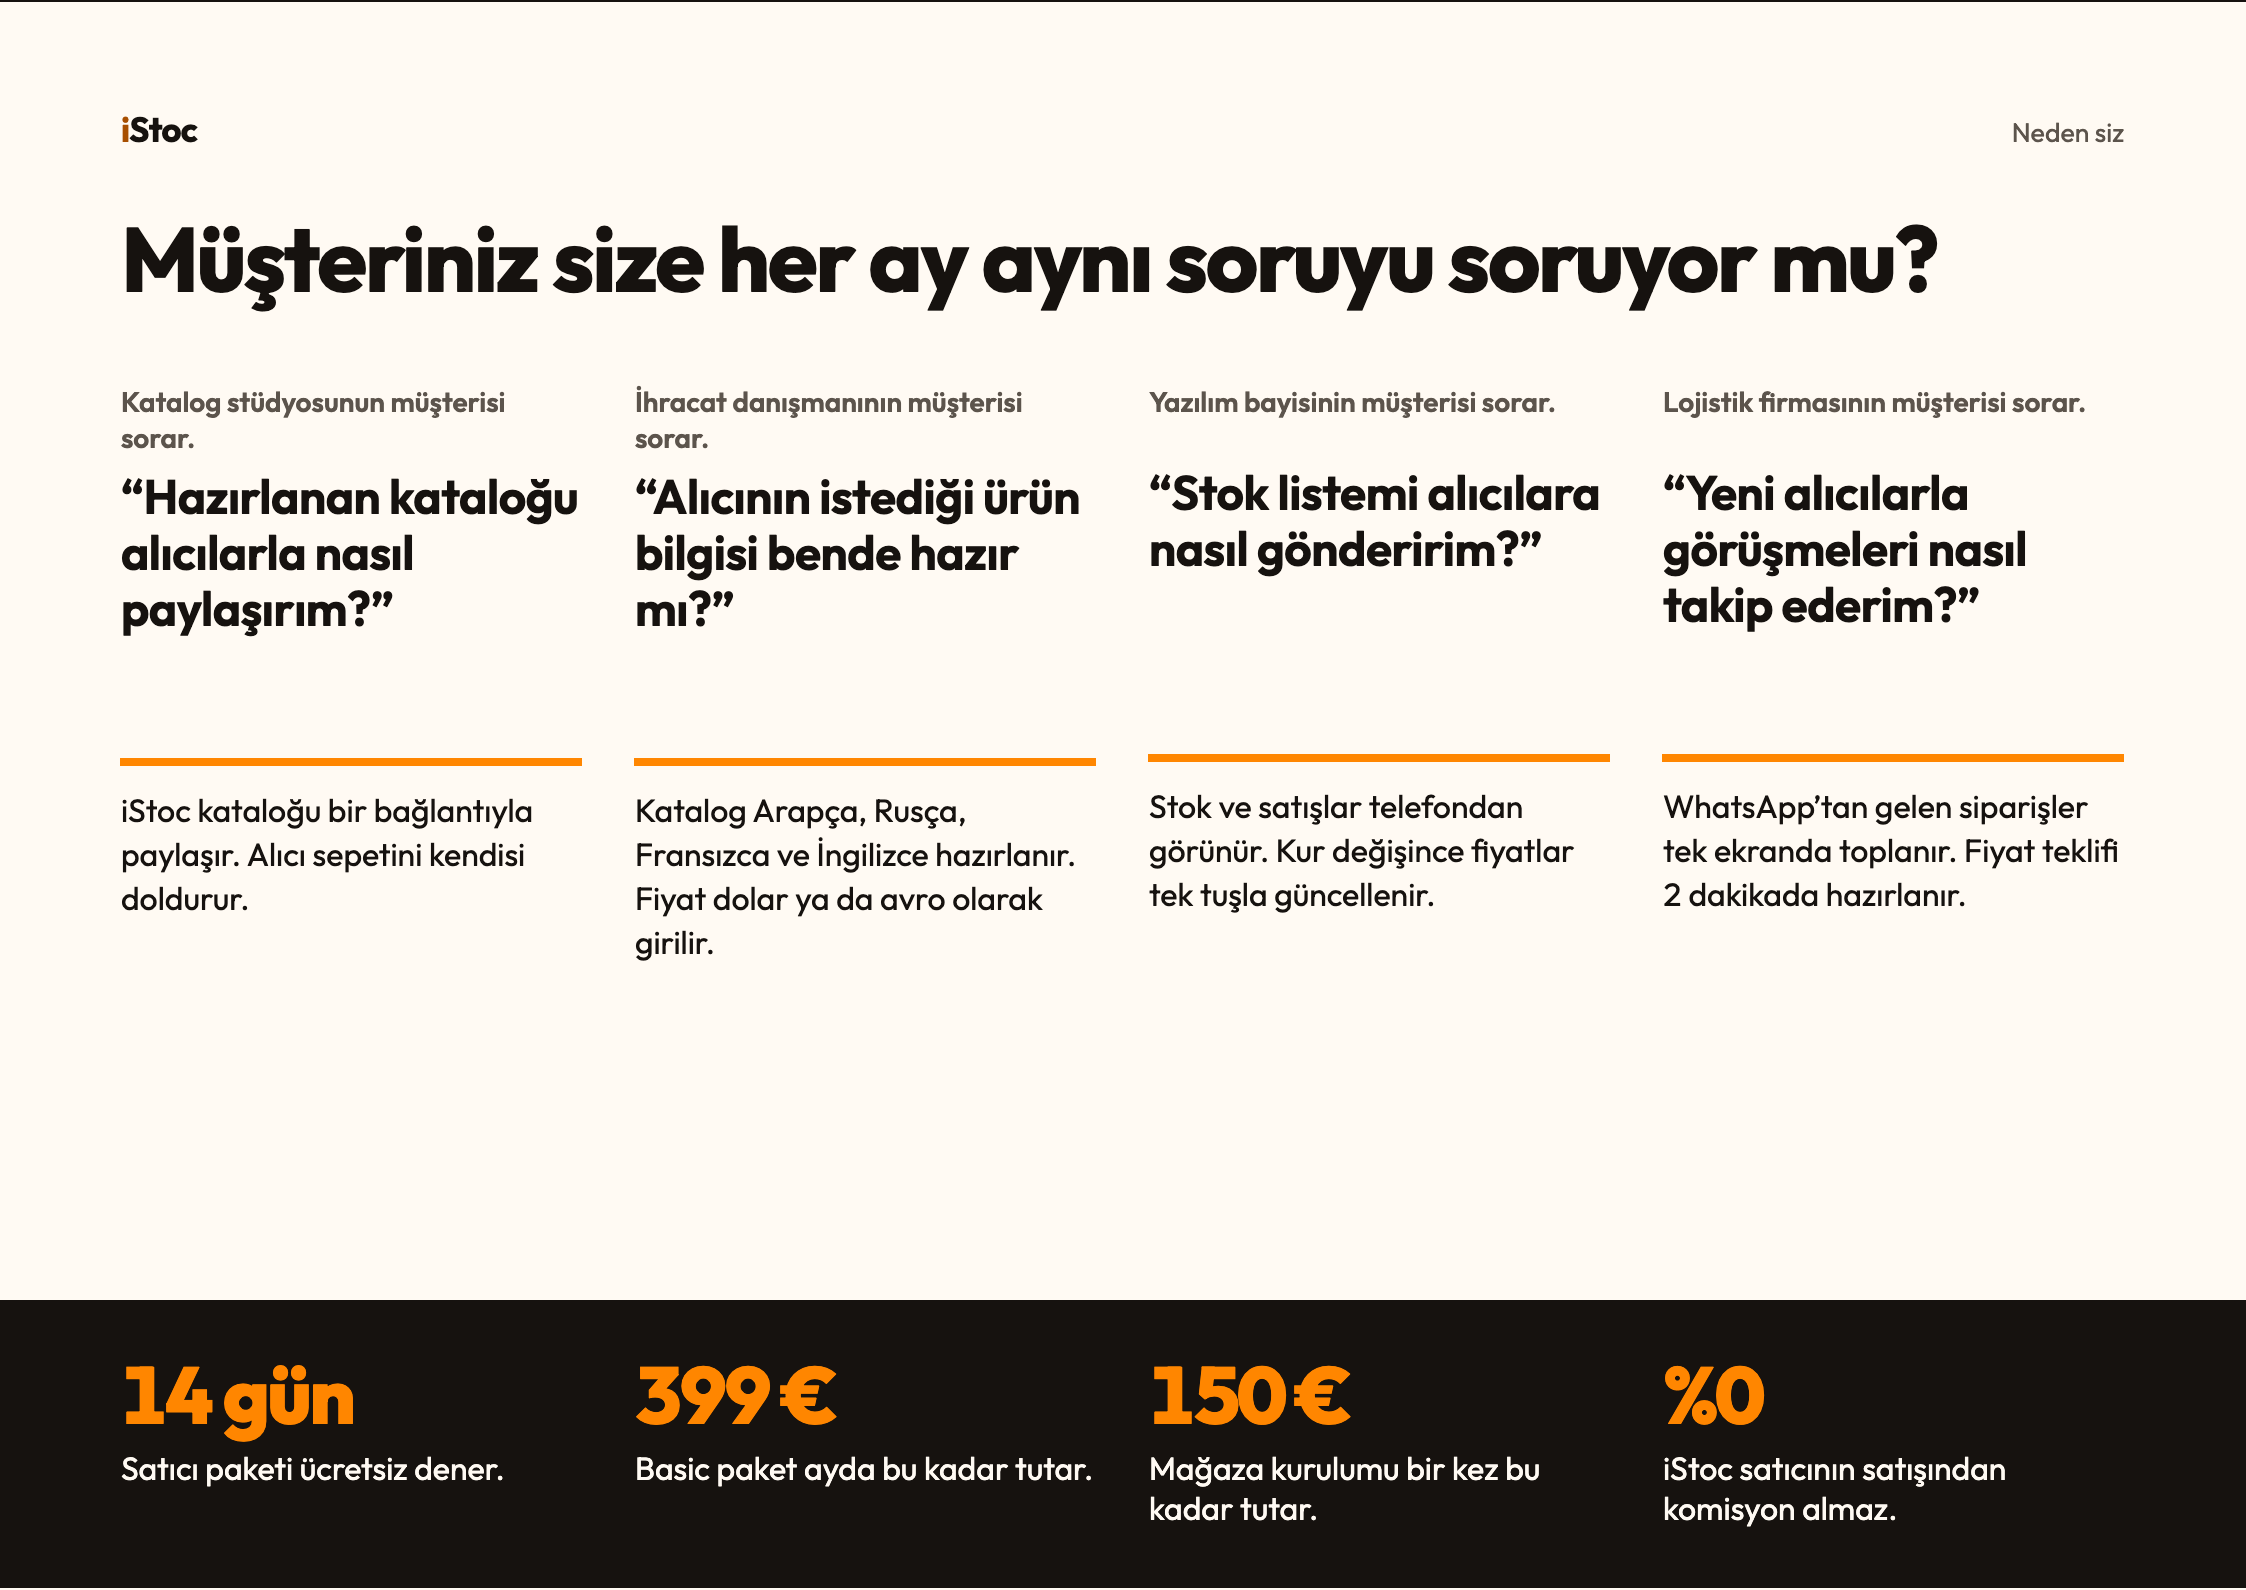 iStoc
Neden siz
Müşteriniz size her ay aynı soruyu soruyor mu?
Katalog stüdyosunun müşterisi
sorar.
“Hazırlanan kataloğu
alıcılarla nasıl
paylaşırım?”
iStoc kataloğu bir bağlantıyla
paylaşır. Alıcı sepetini kendisi
doldurur.
İhracat danışmanının müşterisi
sorar.
“Alıcının istediği ürün
bilgisi bende hazır
mı?”
Katalog Arapça, Rusça,
Fransızca ve İngilizce hazırlanır.
Fiyat dolar ya da avro olarak
girilir.
Yazılım bayisinin müşterisi sorar.
“Stok listemi alıcılara
nasıl gönderirim?”
Stok ve satışlar telefondan
görünür. Kur değişince fiyatlar
tek tuşla güncellenir.
Lojistik firmasının müşterisi sorar.
“Yeni alıcılarla
görüşmeleri nasıl
takip ederim?”
WhatsApp’tan gelen siparişler
tek ekranda toplanır. Fiyat teklifi
2 dakikada hazırlanır.
14 gün
Satıcı paketi ücretsiz dener.
399 €
Basic paket ayda bu kadar tutar.
150 €
Mağaza kurulumu bir kez bu
kadar tutar.
%0
iStoc satıcının satışından
komisyon almaz.